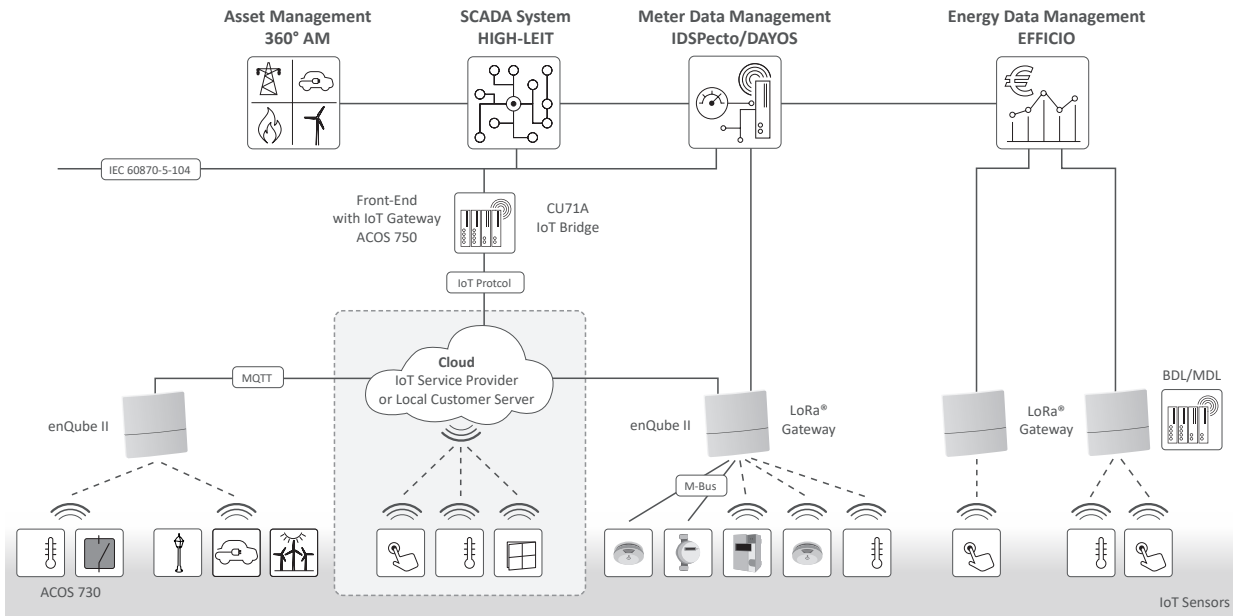 Asset Management
360° AM
SCADA System
HIGH-LEIT
Meter Data Management
IDSPecto/DAYOS
Energy Data Management
EFFICIO
€
IEC 60870-5-104
Front-End
with IoT Gateway
ACOS 750
CU71A
IoT Bridge
IoT Protcol
Cloud
IoT Service Provider
or Local Customer Server
MQTT
enQube II
enQube II
LoRa®
Gateway
LoRa®
Gateway
BDL/MDL
M-Bus
ACOS 730
IoT Sensors